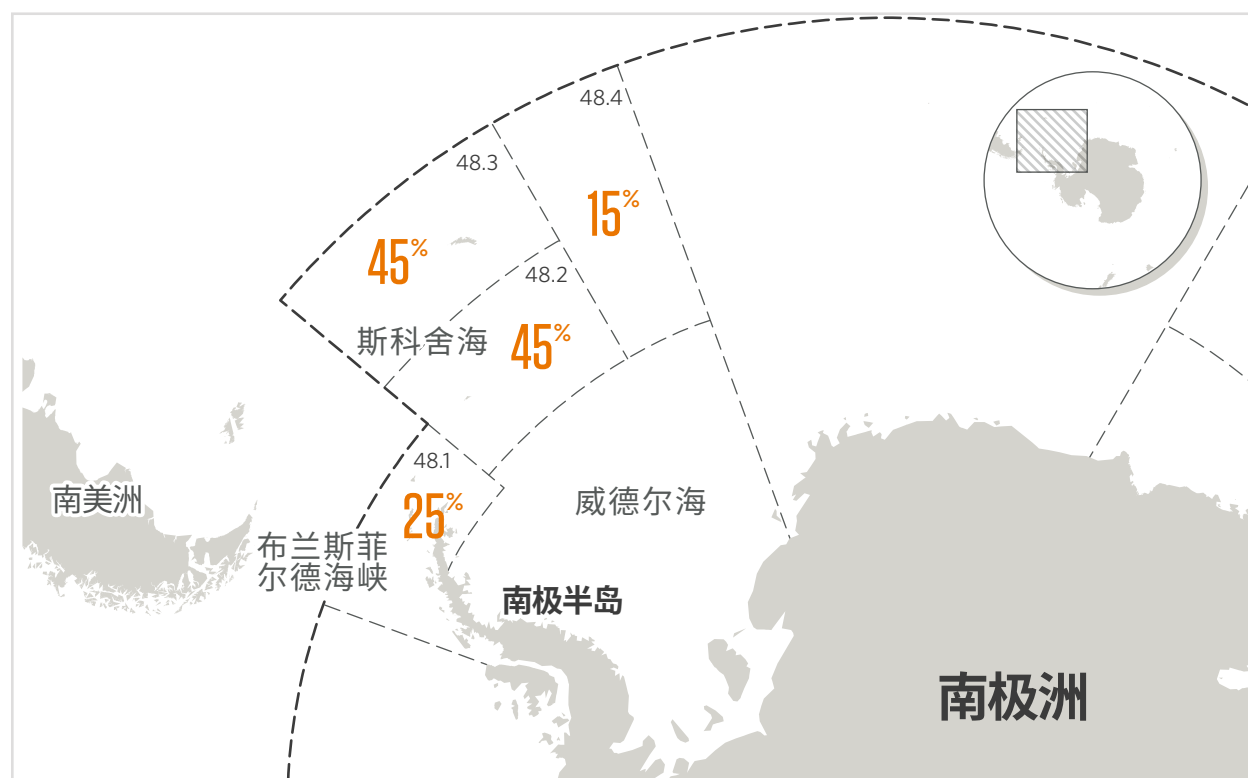 48.4
48.3
15%
45%
48.2
斯科舍海
45%
48.1
25%
南美洲
威德尔海
布兰斯菲
尔德海峡
南极半岛
南极洲